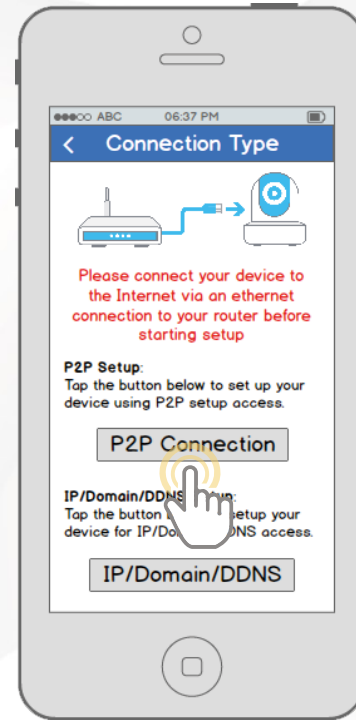 ABC 06:37 PM
< Connection Type
Please connect your device to
the Internet via an ethernet
connection to your router before
starting setup
P2P Setup:
Tap the button below to set up your
device using P2P setup access.
P2P Connection
IP/Domain/DDNS
Tap the button setup your
device for access.
IP/Domain/DDNS